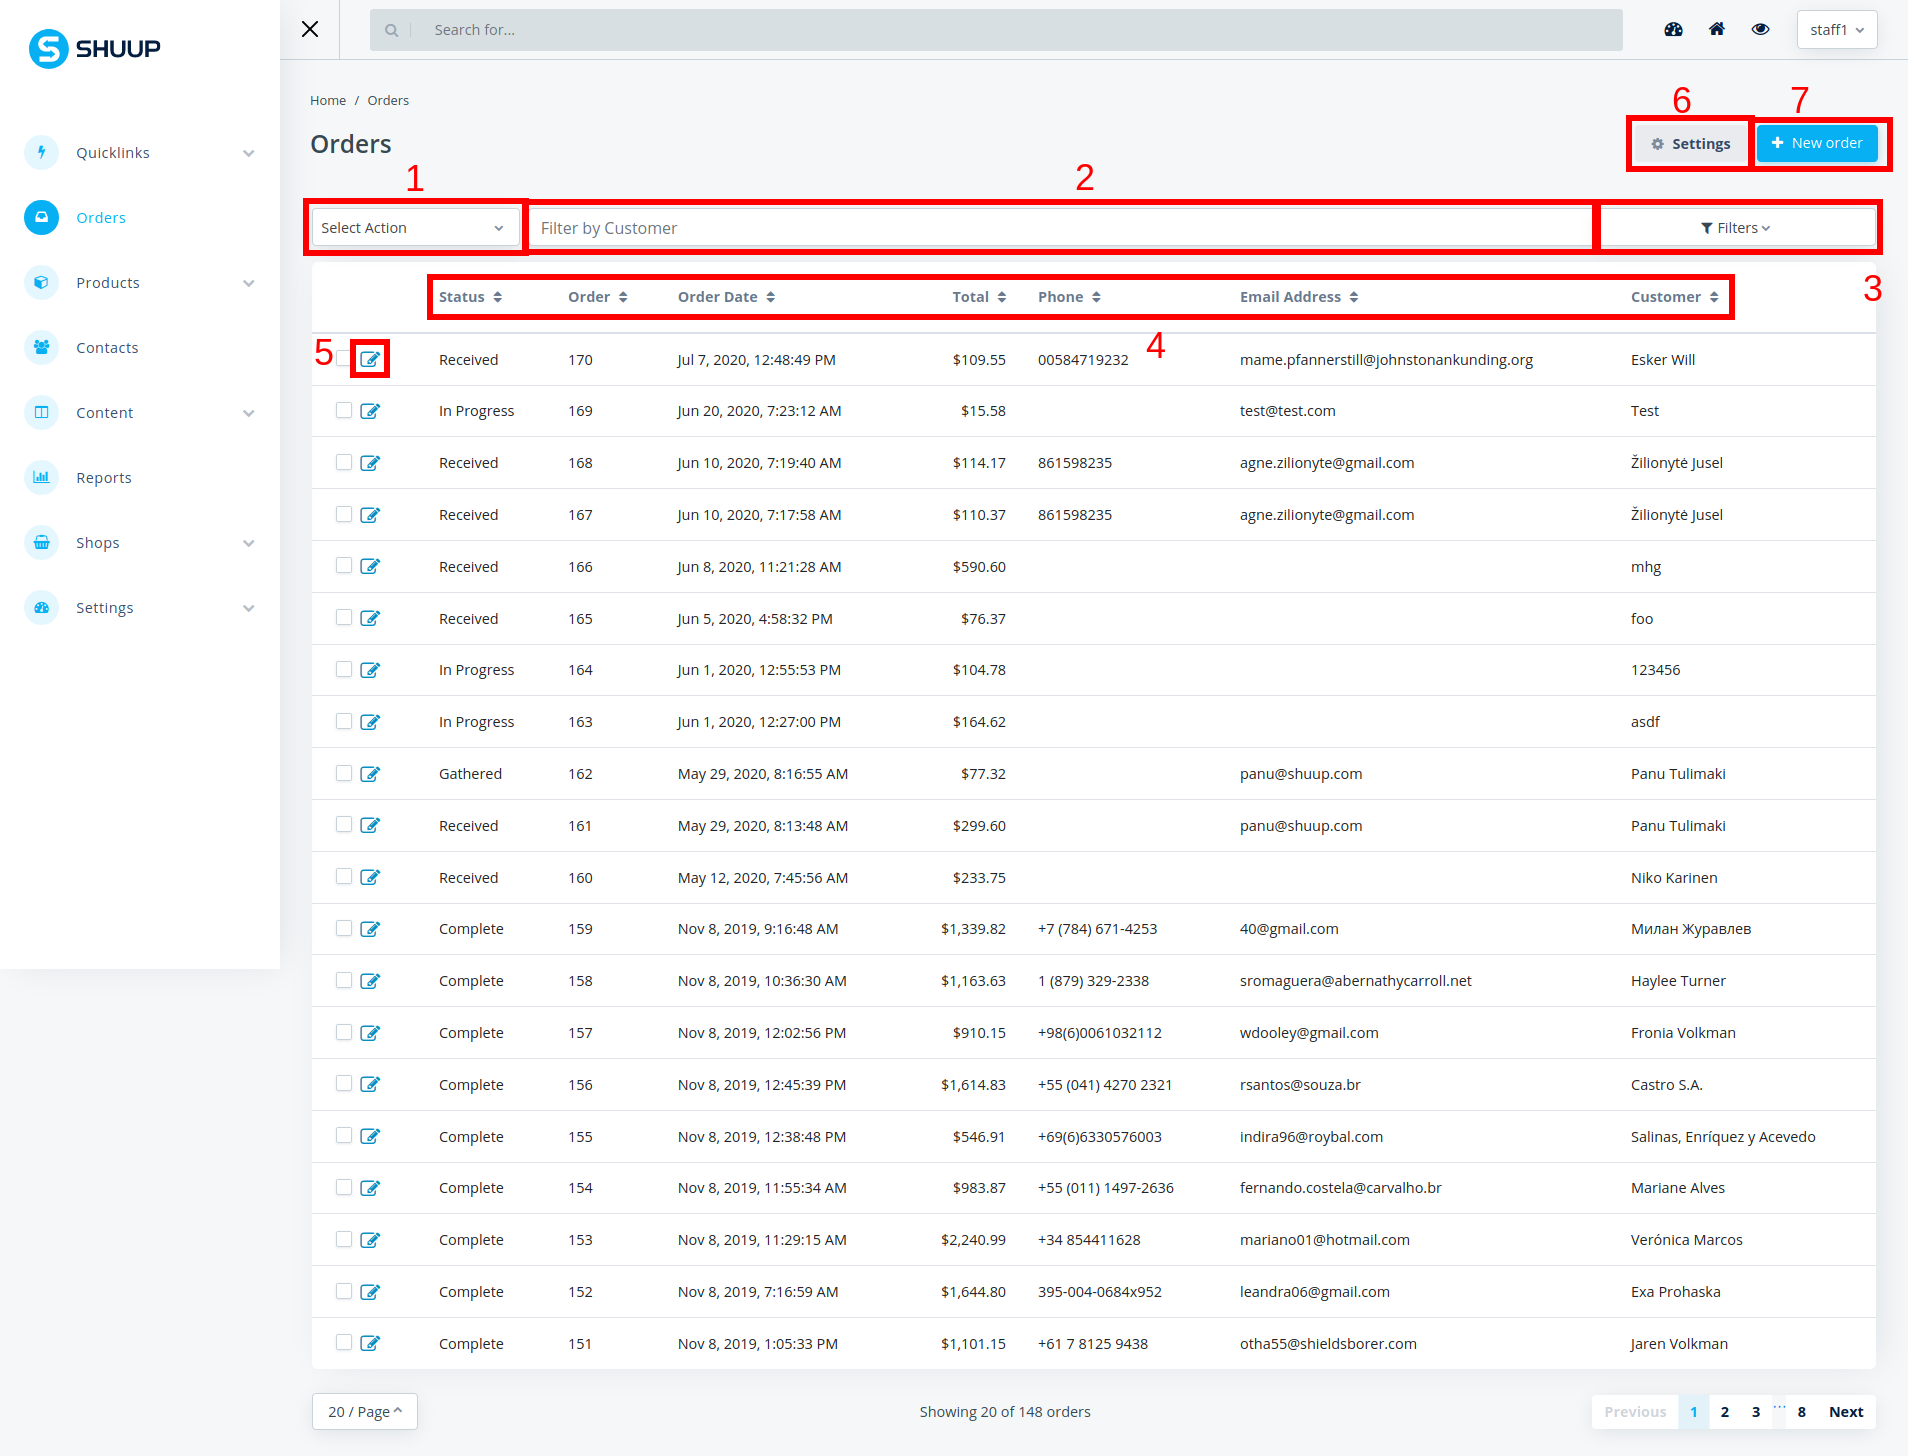 SHUUP
Search for...
staff1
Quicklinks
Orders
Products
Contacts
Content
Reports
Shops
Settings
Home / Orders
Orders
6 7
Settings New order
1 2
Select Action Filter by Customer Filters
3
Status Order Order Date Total Phone Email Address Customer
4
5
Received 170 Jul 7, 2020, 12:48:49 PM $109.55 00584719232 mame.pfannerstill@johnstonankunding.org Esker Will
In Progress 169 Jun 20, 2020, 7:23:12 AM $15.58 test@test.com Test
Received 168 Jun 10, 2020, 7:19:40 AM $114.17 861598235 agne.zilionyte@gmail.com Žilionytė Jusel
Received 167 Jun 10, 2020, 7:17:58 AM $110.37 861598235 agne.zilionyte@gmail.com Žilionytė Jusel
Received 166 Jun 8, 2020, 11:21:28 AM $590.60 mhg
Received 165 Jun 5, 2020, 4:58:32 PM $76.37 foo
In Progress 164 Jun 1, 2020, 12:55:53 PM $104.78 123456
In Progress 163 Jun 1, 2020, 12:27:00 PM $164.62 asdf
Gathered 162 May 29, 2020, 8:16:55 AM $77.32 panu@shuup.com Panu Tulimaki
Received 161 May 29, 2020, 8:13:48 AM $299.60 panu@shuup.com Panu Tulimaki
Received 160 May 12, 2020, 7:45:56 AM $233.75 Niko Karinen
Complete 159 Nov 8, 2019, 9:16:48 AM $1,339.82 +7 (784) 671-4253 40@gmail.com Милан Журавлев
Complete 158 Nov 8, 2019, 10:36:30 AM $1,163.63 1 (879) 329-2338 sromaguera@abernathycarroll.net Haylee Turner
Complete 157 Nov 8, 2019, 12:02:56 PM $910.15 +98(6)0061032112 wdooley@gmail.com Fronia Volkman
Complete 156 Nov 8, 2019, 12:45:39 PM $1,614.83 +55 (041) 4270 2321 rsantos@souza.br Castro S.A.
Complete 155 Nov 8, 2019, 12:38:48 PM $546.91 +69(6)6330576003 indira96@roybal.com Salinas, Enríquez y Acevedo
Complete 154 Nov 8, 2019, 11:55:34 AM $983.87 +55 (011) 1497-2636 fernando.costela@carvalho.br Mariane Alves
Complete 153 Nov 8, 2019, 11:29:15 AM $2,240.99 +34 854411628 mariano01@hotmail.com Verónica Marcos
Complete 152 Nov 8, 2019, 7:16:59 AM $1,644.80 395-004-0684x952 leandra06@gmail.com Exa Prohaska
Complete 151 Nov 8, 2019, 1:05:33 PM $1,101.15 +61 7 8125 9438 otha55@shieldsborer.com Jaren Volkman
20 / Page Showing 20 of 148 orders Previous 1 2 3 ... 8 Next